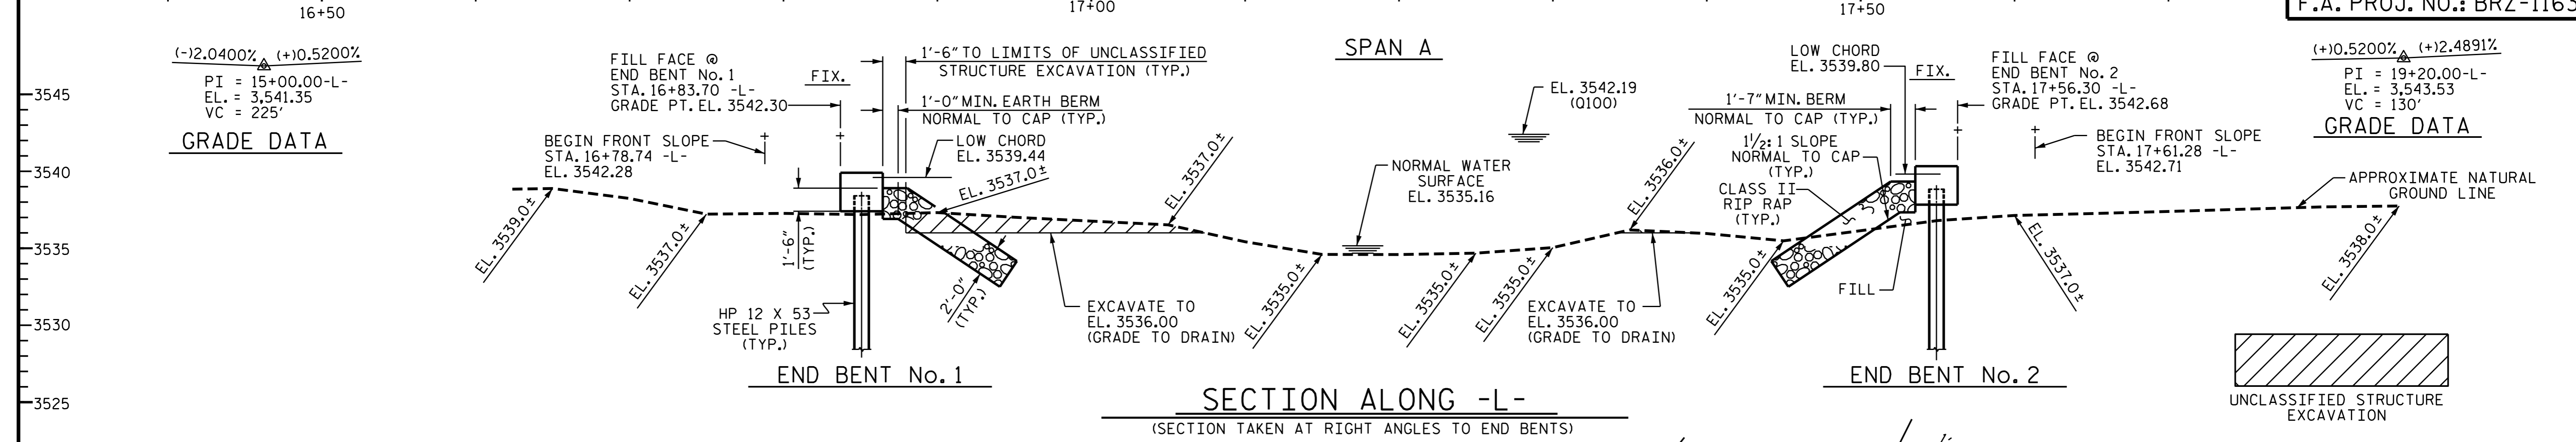 16+50
17+00
17+50
F.A. PROJ. NO.: BRZ-1163
(-)2.0400% (+)0.5200%
PI = 15+00.00-L-
EL. = 3,541.35
VC = 225'
GRADE DATA
3545
3540
3535
3530
3525
FILL FACE @
END BENT No. 1
STA. 16+83.70 -L-
GRADE PT. EL. 3542.30
FIX.
1'-6" TO LIMITS OF UNCLASSIFIED
STRUCTURE EXCAVATION (TYP.)
1'-0" MIN. EARTH BERM
NORMAL TO CAP (TYP.)
BEGIN FRONT SLOPE
STA. 16+78.74 -L-
EL. 3542.28
LOW CHORD
EL. 3539.44
EL. 3537.0±
EL. 3537.0±
EL. 3539.0±
EL. 3537.0±
1'-6"
(TYP.)
HP 12 X 53
STEEL PILES
(TYP.)
2'-0"
(TYP.)
END BENT No. 1
EXCAVATE TO
EL. 3536.00
(GRADE TO DRAIN)
SPAN A
EL. 3542.19
(Q100)
NORMAL WATER
SURFACE
EL. 3535.16
EL. 3535.0±
EL. 3535.0±
EL. 3535.0±
EL. 3536.0±
EXCAVATE TO
EL. 3536.00
(GRADE TO DRAIN)
LOW CHORD
EL. 3539.80
FIX.
1'-7" MIN. BERM
NORMAL TO CAP (TYP.)
1½: 1 SLOPE
NORMAL TO CAP
(TYP.)
CLASS II
RIP RAP
(TYP.)
EL. 3535.0±
FILL
FILL FACE @
END BENT No. 2
STA. 17+56.30 -L-
GRADE PT. EL. 3542.68
BEGIN FRONT SLOPE
STA. 17+61.28 -L-
EL. 3542.71
END BENT No. 2
EL. 3537.0±
EL. 3538.0±
APPROXIMATE NATURAL
GROUND LINE
(+)0.5200% (+)2.4891%
PI = 19+20.00-L-
EL. = 3,543.53
VC = 130'
GRADE DATA
UNCLASSIFIED STRUCTURE
EXCAVATION
SECTION ALONG -L-
(SECTION TAKEN AT RIGHT ANGLES TO END BENTS)